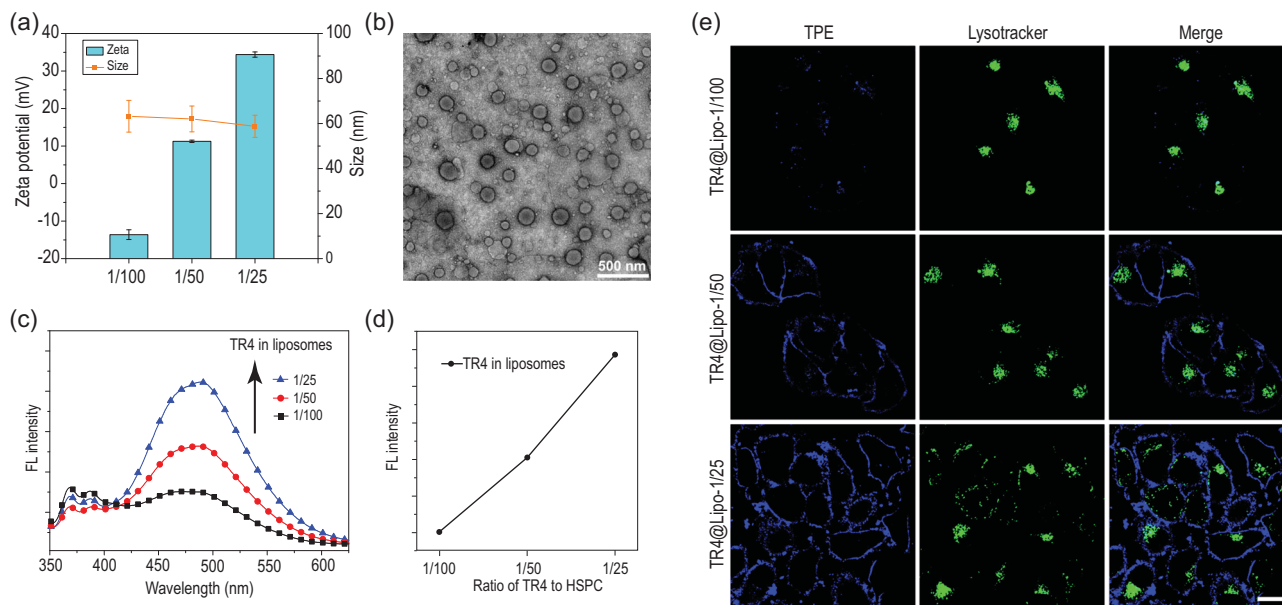 (a)
Zeta potential (mV)
40
30
20
10
0
-10
-20
Zeta
Size
100
80
60
40
20
0
Size (nm)
1/100 1/50 1/25
(b)
500 nm
(c)
FL intensity
TR4 in liposomes
1/25
1/50
1/100
350 400 450 500 550 600
Wavelength (nm)
(d)
FL intensity
TR4 in liposomes
1/100 1/50 1/25
Ratio of TR4 to HSPC
(e)
TPE Lysotracker Merge
TR4@Lipo-1/100
TR4@Lipo-1/50
TR4@Lipo-1/25